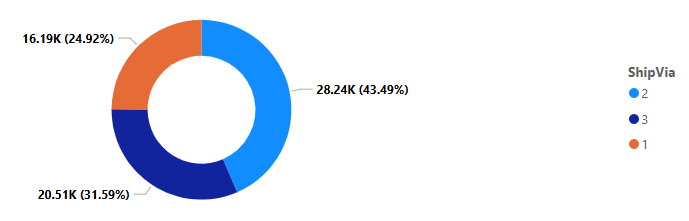 16.19K (24.92%)
28.24K (43.49%)
20.51K (31.59%)
ShipVia
2
3
1